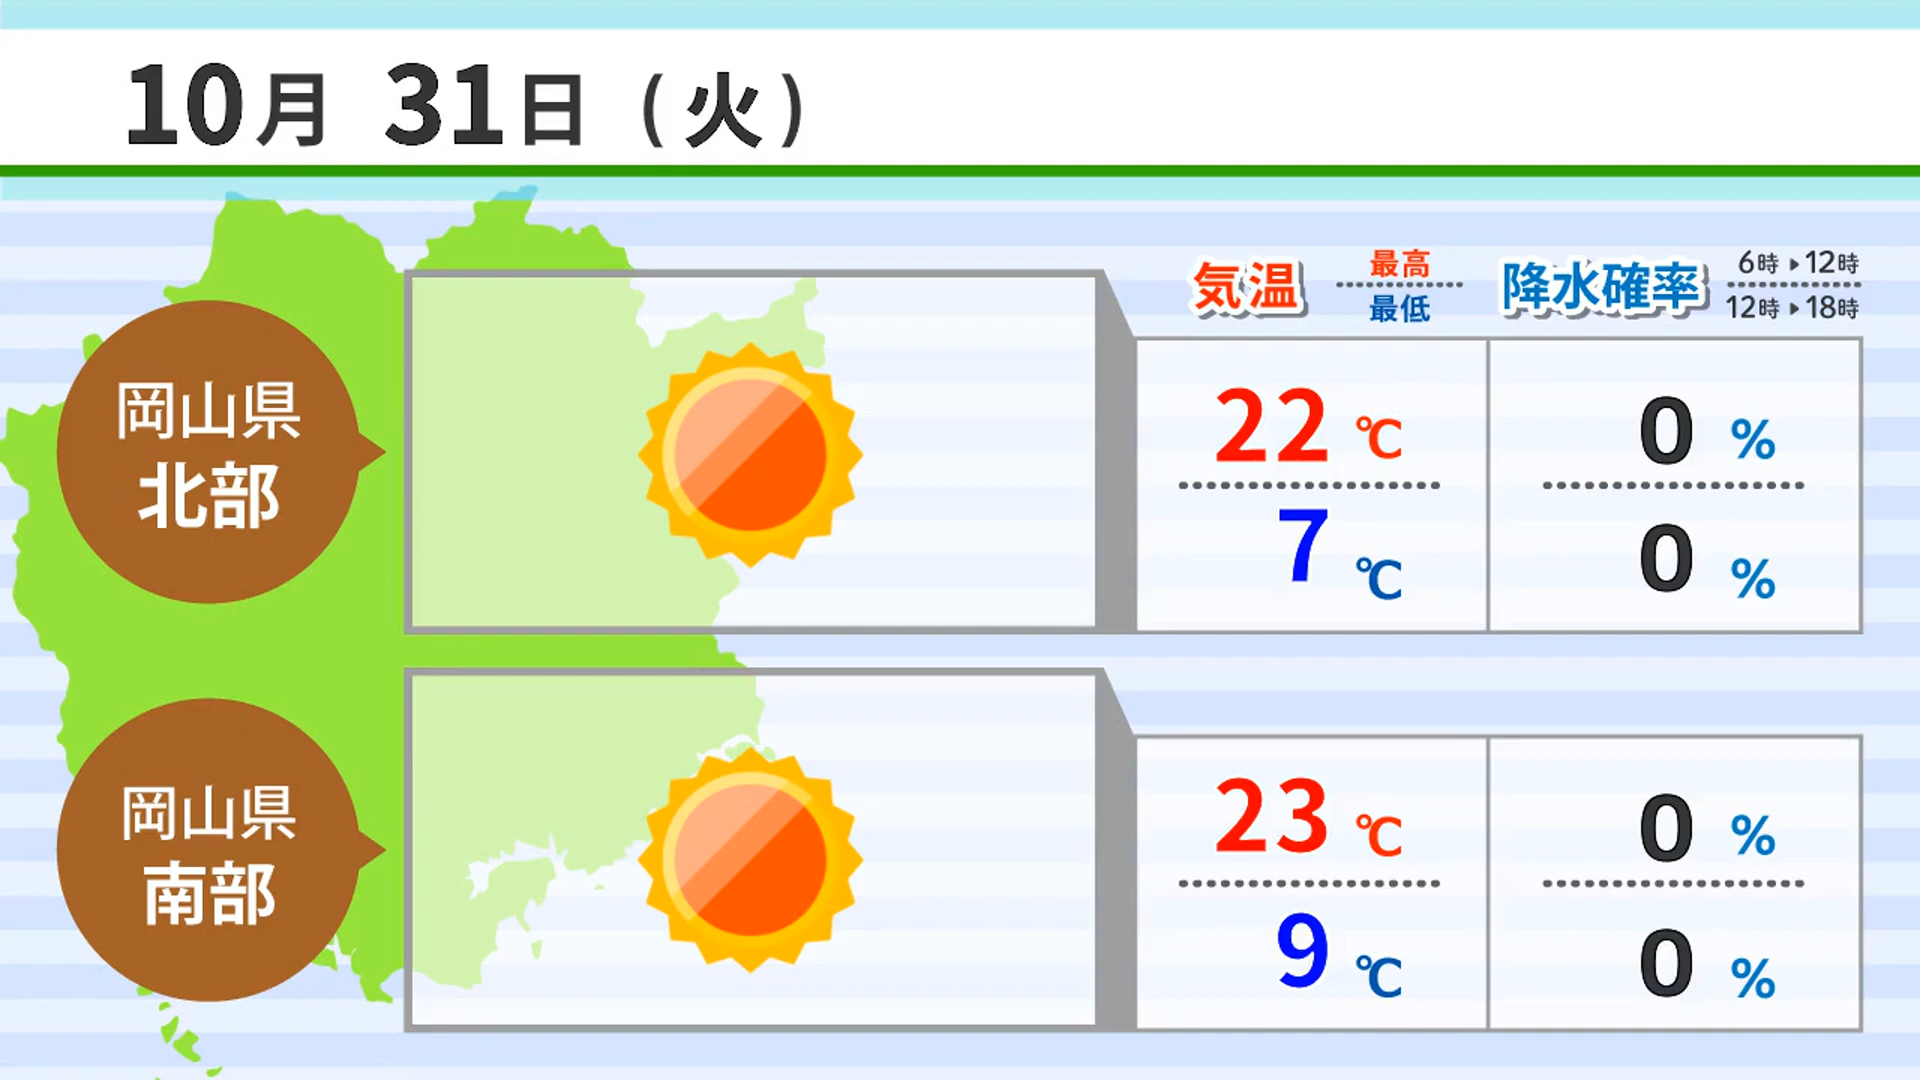 10月 31日 (火)
気温 最高 最低
降水確率 6時▶12時 12時▶18時
岡山県
北部
22℃
7℃
0%
0%
岡山県
南部
23℃
9℃
0%
0%